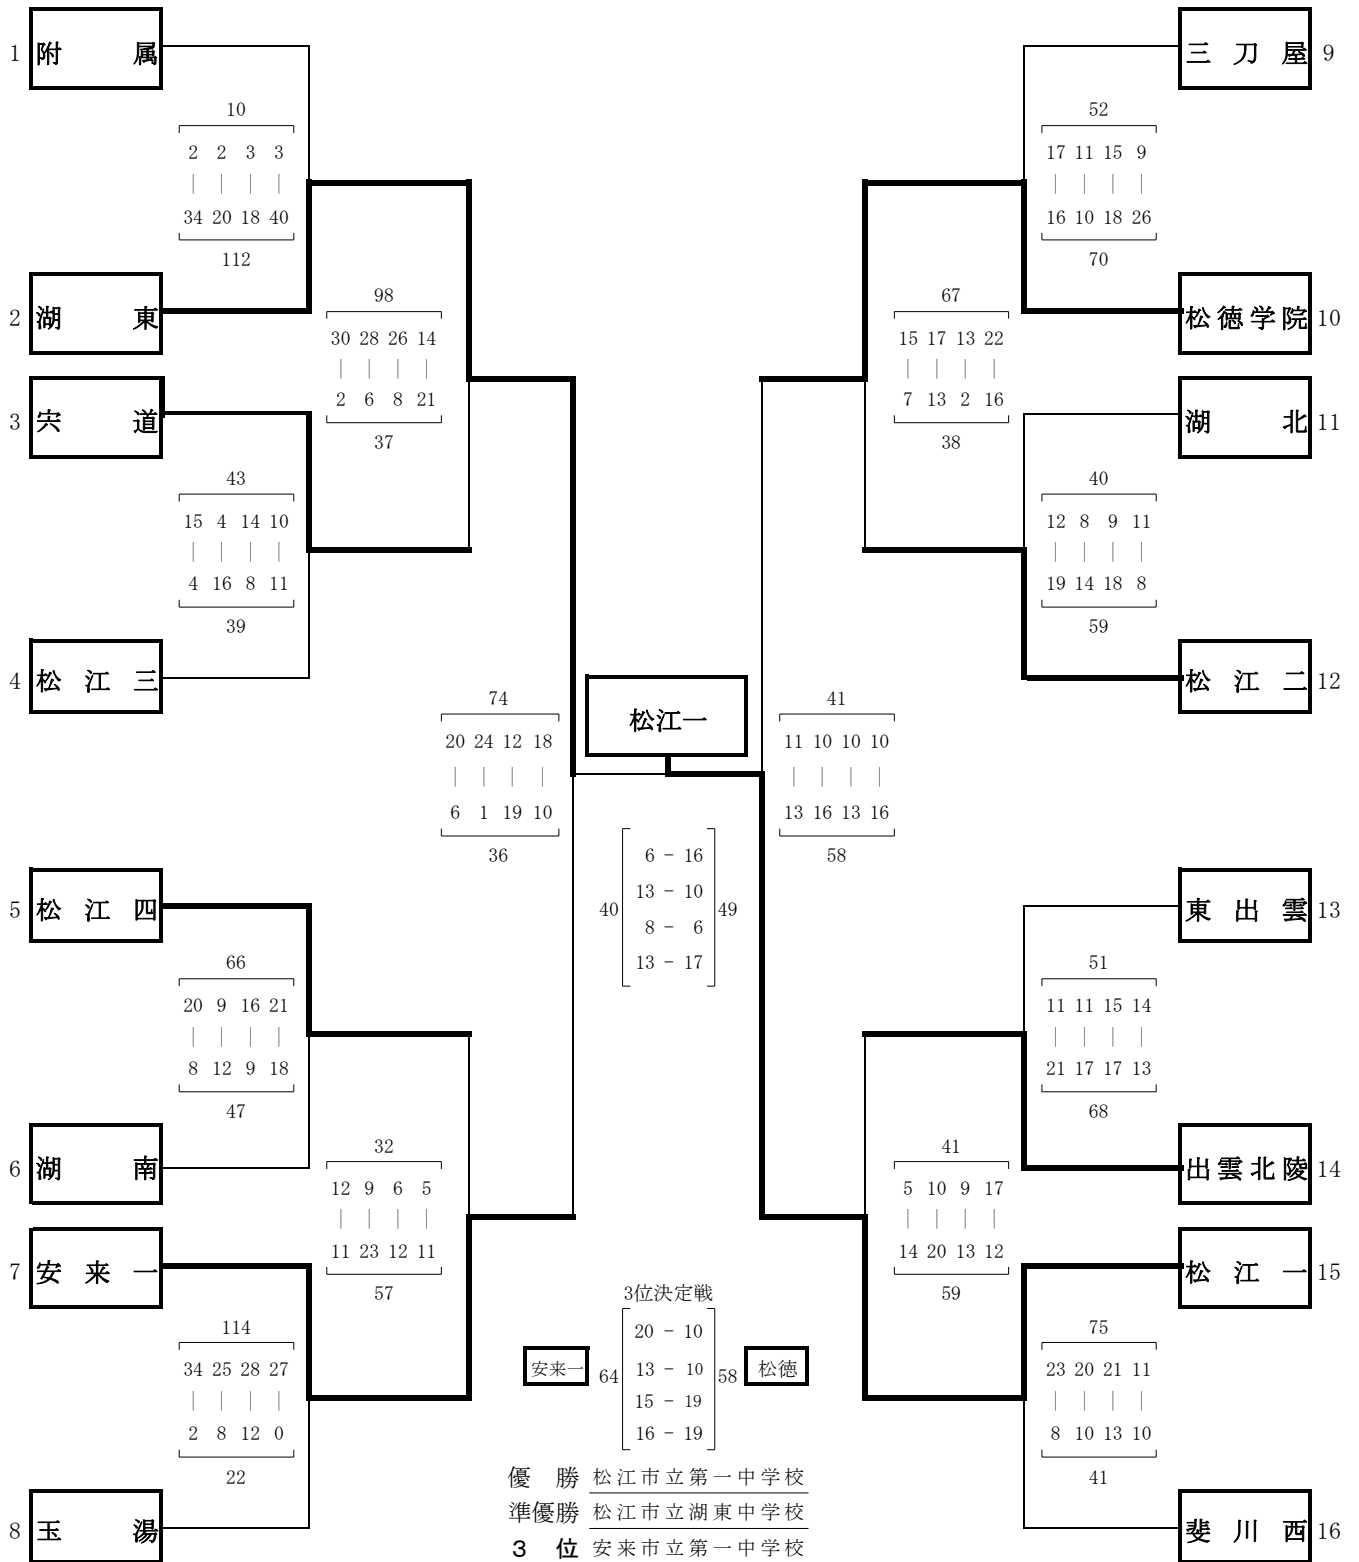 1 附属
10
2 2 3 3
| | | |
34 20 18 40
112
2 湖東
98
30 28 26 14
| | | |
2 6 8 21
37
3 宍道
43
15 4 14 10
| | | |
4 16 8 11
39
4 松江三
74
20 24 12 18
| | | |
6 1 19 10
36
5 松江四
66
20 9 16 21
| | | |
8 12 9 18
47
6 湖南
32
12 9 6 5
| | | |
11 23 12 11
57
7 安来一
114
34 25 28 27
| | | |
2 8 12 0
22
8 玉湯
松江一
6 - 16
13 - 10
40 49
8 - 6
13 - 17
3位決定戦
20 - 10
安来一 64 13 - 10 58 松徳
15 - 19
16 - 19
優勝 松江市立第一中学校
準優勝 松江市立湖東中学校
3位 安来市立第一中学校
三刀屋 9
52
17 11 15 9
| | | |
16 10 18 26
70
松徳学院 10
67
15 17 13 22
| | | |
7 13 2 16
38
湖北 11
40
12 8 9 11
| | | |
19 14 18 8
59
松江二 12
41
11 10 10 10
| | | |
13 16 13 16
58
東出雲 13
51
11 11 15 14
| | | |
21 17 17 13
68
出雲北陵 14
41
5 10 9 17
| | | |
14 20 13 12
59
松江一 15
75
23 20 21 11
| | | |
8 10 13 10
41
斐川西 16